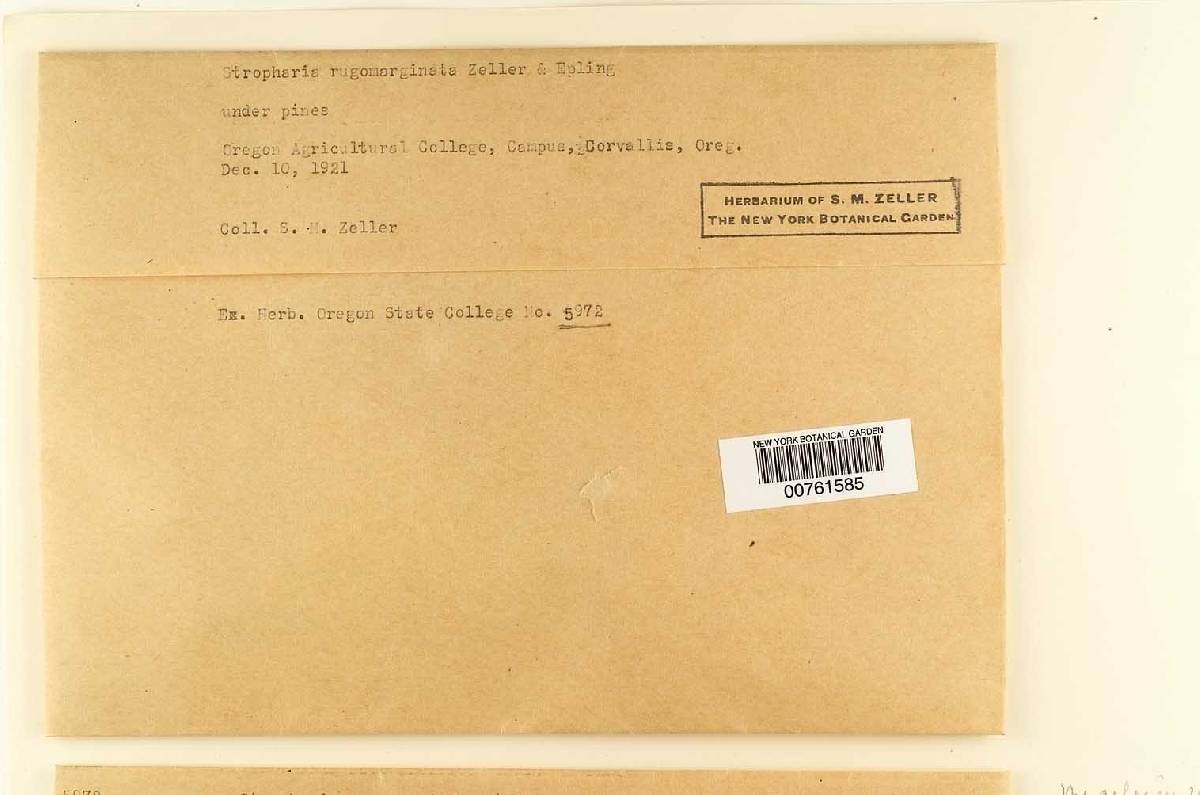 Stropharia rugomarginata Zeller & Epling
under pines
Oregon Agricultural College, Campus, Corvallis, Oreg.
Dec. 10, 1921
HERBARIUM OF S. M. ZELLER
THE NEW YORK BOTANICAL GARDEN
Coll. S. M. Zeller
Ex. Herb. Oregon State College No. 5972
NEW YORK BOTANICAL GARDEN
00761585